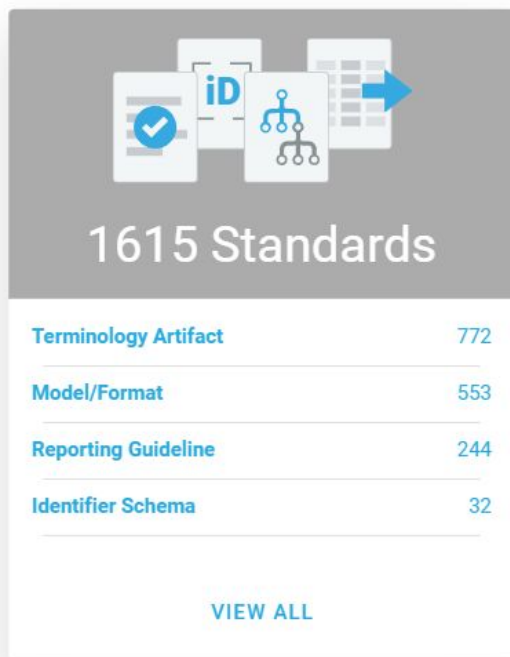 iD
1615 Standards
Terminology Artifact 772
Model/Format 553
Reporting Guideline 244
Identifier Schema 32
VIEW ALL